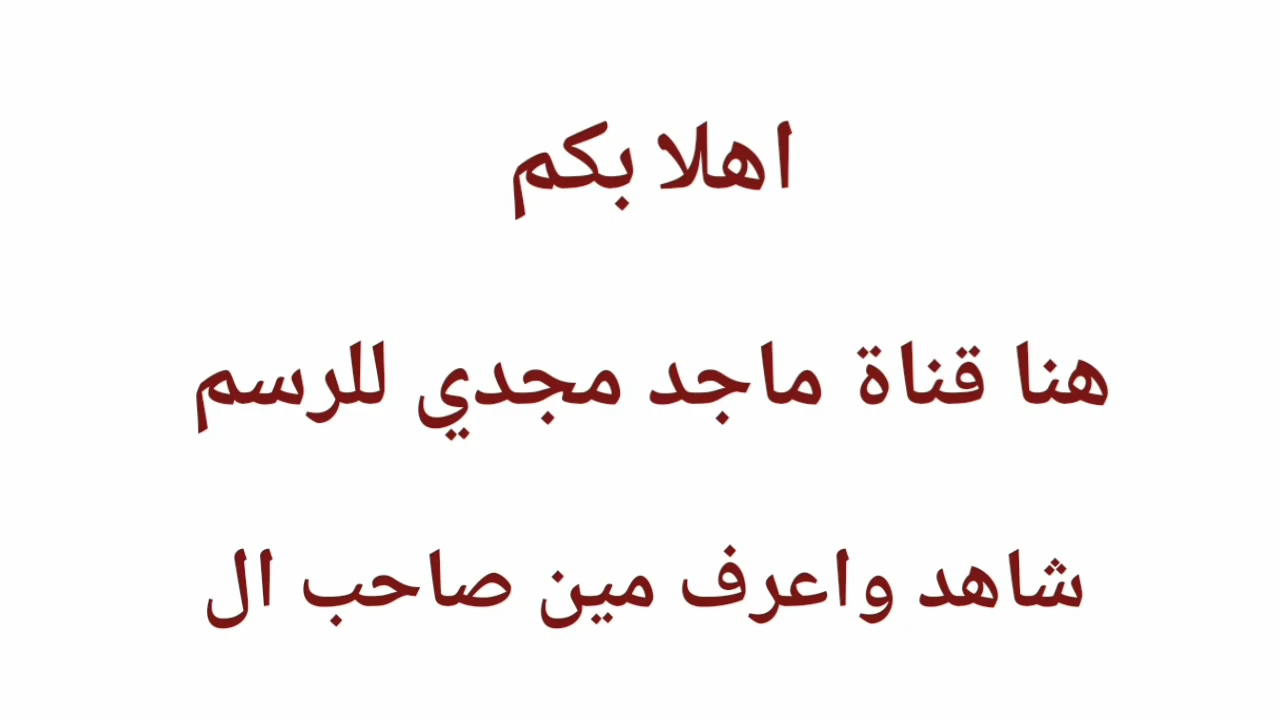 اهلا بكم
هنا قناة ماجد مجدي للرسم
شاهد واعرف مين صاحب ال